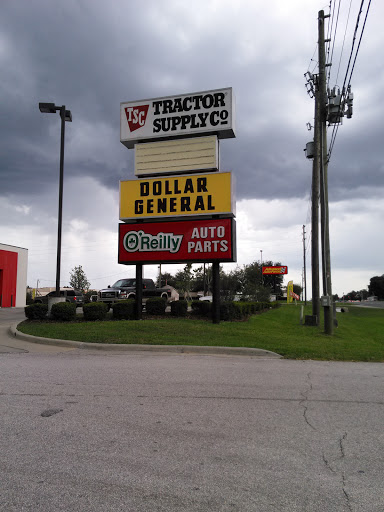 TSC TRACTOR
SUPPLY CO
DOLLAR
GENERAL
O'Reilly AUTO
PARTS